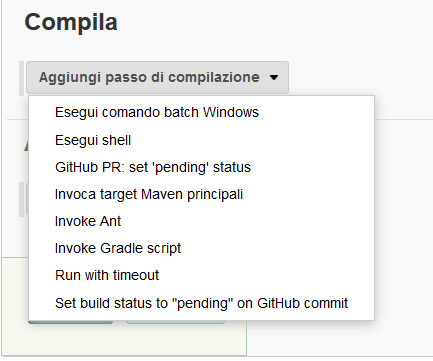 Compila
Aggiungi passo di compilazione
Esegui comando batch Windows
Esegui shell
GitHub PR: set 'pending' status
Invoca target Maven principali
Invoke Ant
Invoke Gradle script
Run with timeout
Set build status to "pending" on GitHub commit